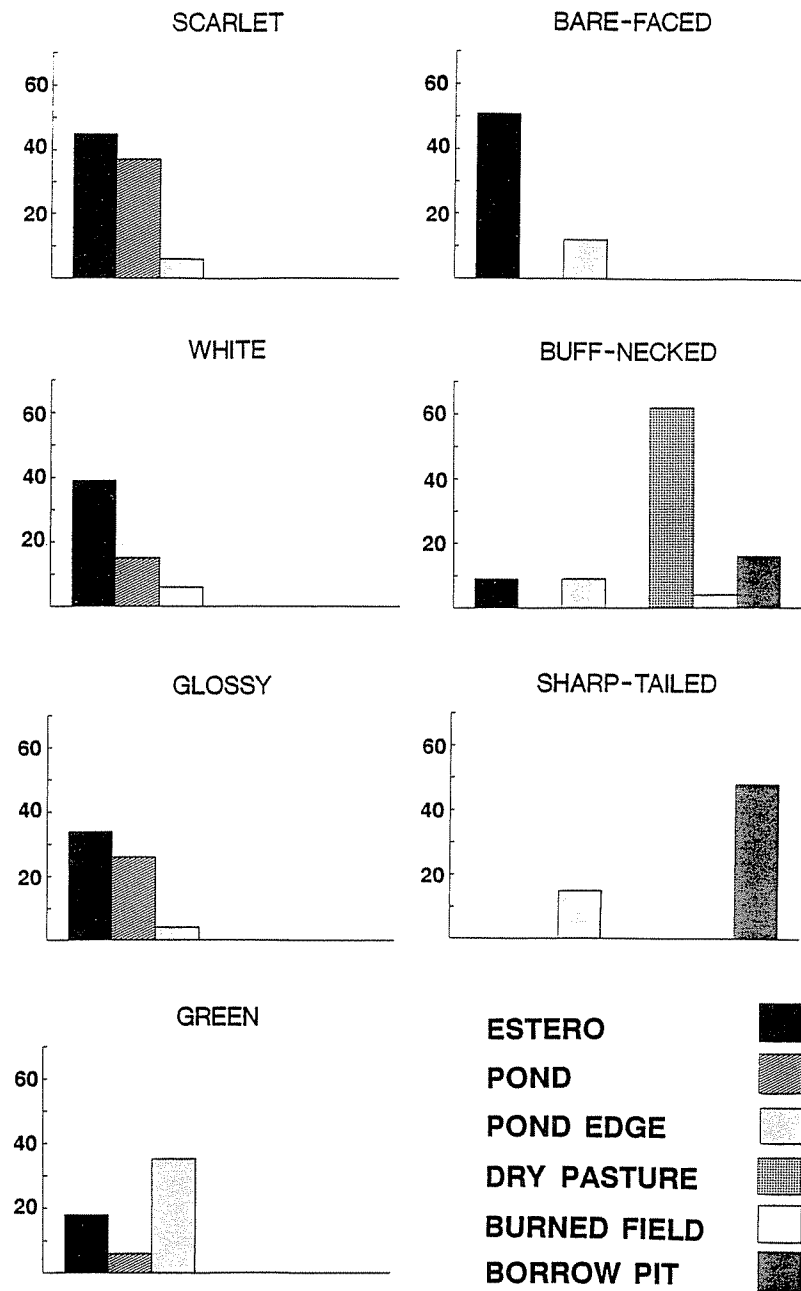 SCARLET
60
40
20
BARE-FACED
60
40
20
WHITE
60
40
20
BUFF-NECKED
60
40
20
GLOSSY
60
40
20
SHARP-TAILED
60
40
20
GREEN
60
40
20
ESTERO
POND
POND EDGE
DRY PASTURE
BURNED FIELD
BORROW PIT